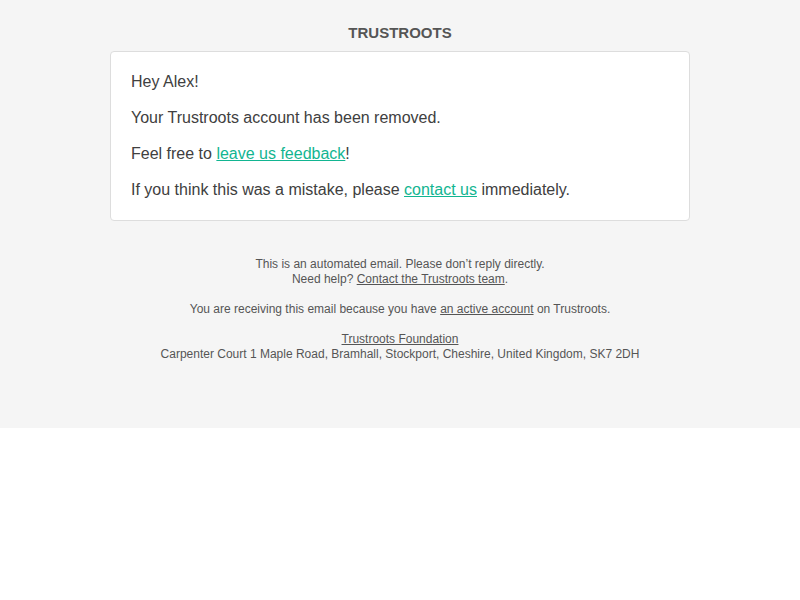 TRUSTROOTS
Hey Alex!
Your Trustroots account has been removed.
Feel free to leave us feedback!
If you think this was a mistake, please contact us immediately.
This is an automated email. Please don’t reply directly.
Need help? Contact the Trustroots team.
You are receiving this email because you have an active account on Trustroots.
Trustroots Foundation
Carpenter Court 1 Maple Road, Bramhall, Stockport, Cheshire, United Kingdom, SK7 2DH